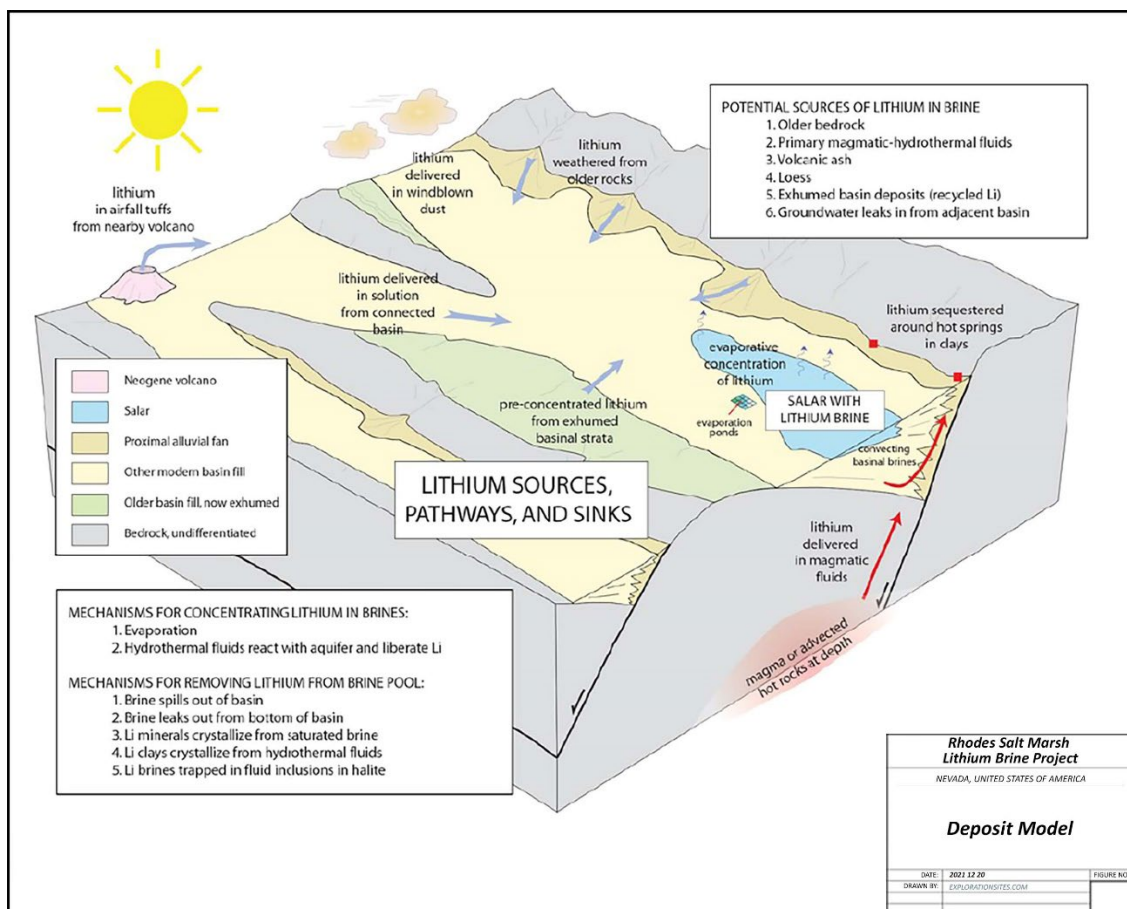 POTENTIAL SOURCES OF LITHIUM IN BRINE
1. Older bedrock
2. Primary magmatic-hydrothermal fluids
3. Volcanic ash
4. Loess
5. Exhumed basin deposits (recycled Li)
6. Groundwater leaks in from adjacent basin
lithium
in airfall tuffs
from nearby volcano
lithium
delivered
in windblown
dust
lithium
weathered from
older rocks
lithium delivered
in solution
from connected
basin
lithium sequestered
around hot springs
in clays
evaporative
concentration
of lithium
SALAR WITH
LITHIUM BRINE
evaporation
ponds
pre-concentrated lithium
from exhumed
basinal strata
convecting
basinal brines
Neogene volcano
Salar
Proximal alluvial fan
Other modern basin fill
Older basin fill, now exhumed
Bedrock, undifferentiated
LITHIUM SOURCES,
PATHWAYS, AND SINKS
lithium
delivered
in magmatic
fluids
magma or advected
hot rocks at depth
MECHANISMS FOR CONCENTRATING LITHIUM IN BRINES:
1. Evaporation
2. Hydrothermal fluids react with aquifer and liberate Li
MECHANISMS FOR REMOVING LITHIUM FROM BRINE POOL:
1. Brine spills out of basin
2. Brine leaks out from bottom of basin
3. Li minerals crystallize from saturated brine
4. Li clays crystallize from hydrothermal fluids
5. Li brines trapped in fluid inclusions in halite
Rhodes Salt Marsh
Lithium Brine Project
NEVADA, UNITED STATES OF AMERICA
Deposit Model
DATE: 2021 12 20 FIGURE NO
DRAWN BY: EXPLORATIONSITES.COM